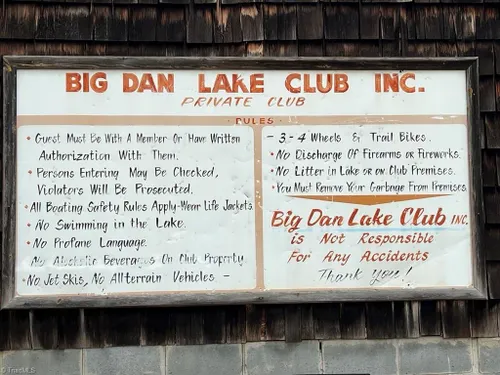 BIG DAN LAKE CLUB INC.
PRIVATE CLUB
· RULES ·
• Guest Must Be With A Member Or Have Written
Authorization With Them.
• Persons Entering May Be Checked,
Violators Will Be Prosecuted.
• All Boating Safety Rules Apply-Wear Life Jackets
• No Swimming in the Lake.
• No Profane Language.
No Alcoholic Beverages On Club Property
• No Jet Skis, No Allterrain Vehicles -
- 3-4 Wheels & Trail Bikes.
• No Discharge Of Firearms or Fireworks.
• No Litter in Lake or on Club Premises.
• You Must Remove Your Garbage From Premises
Big Dan Lake Club INC.
is Not Responsible
For Any Accidents
Thank you!